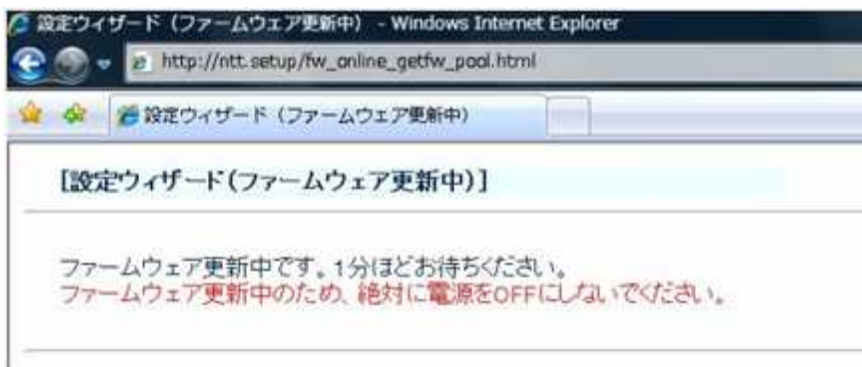 設定ウィザード（ファームウェア更新中） - Windows Internet Explorer
http://ntt.setup/fw_online_getfw_pool.html
設定ウィザード（ファームウェア更新中）
[設定ウィザード(ファームウェア更新中)]
ファームウェア更新中です。1分ほどお待ちください。
ファームウェア更新中のため、絶対に電源をOFFにしないでください。